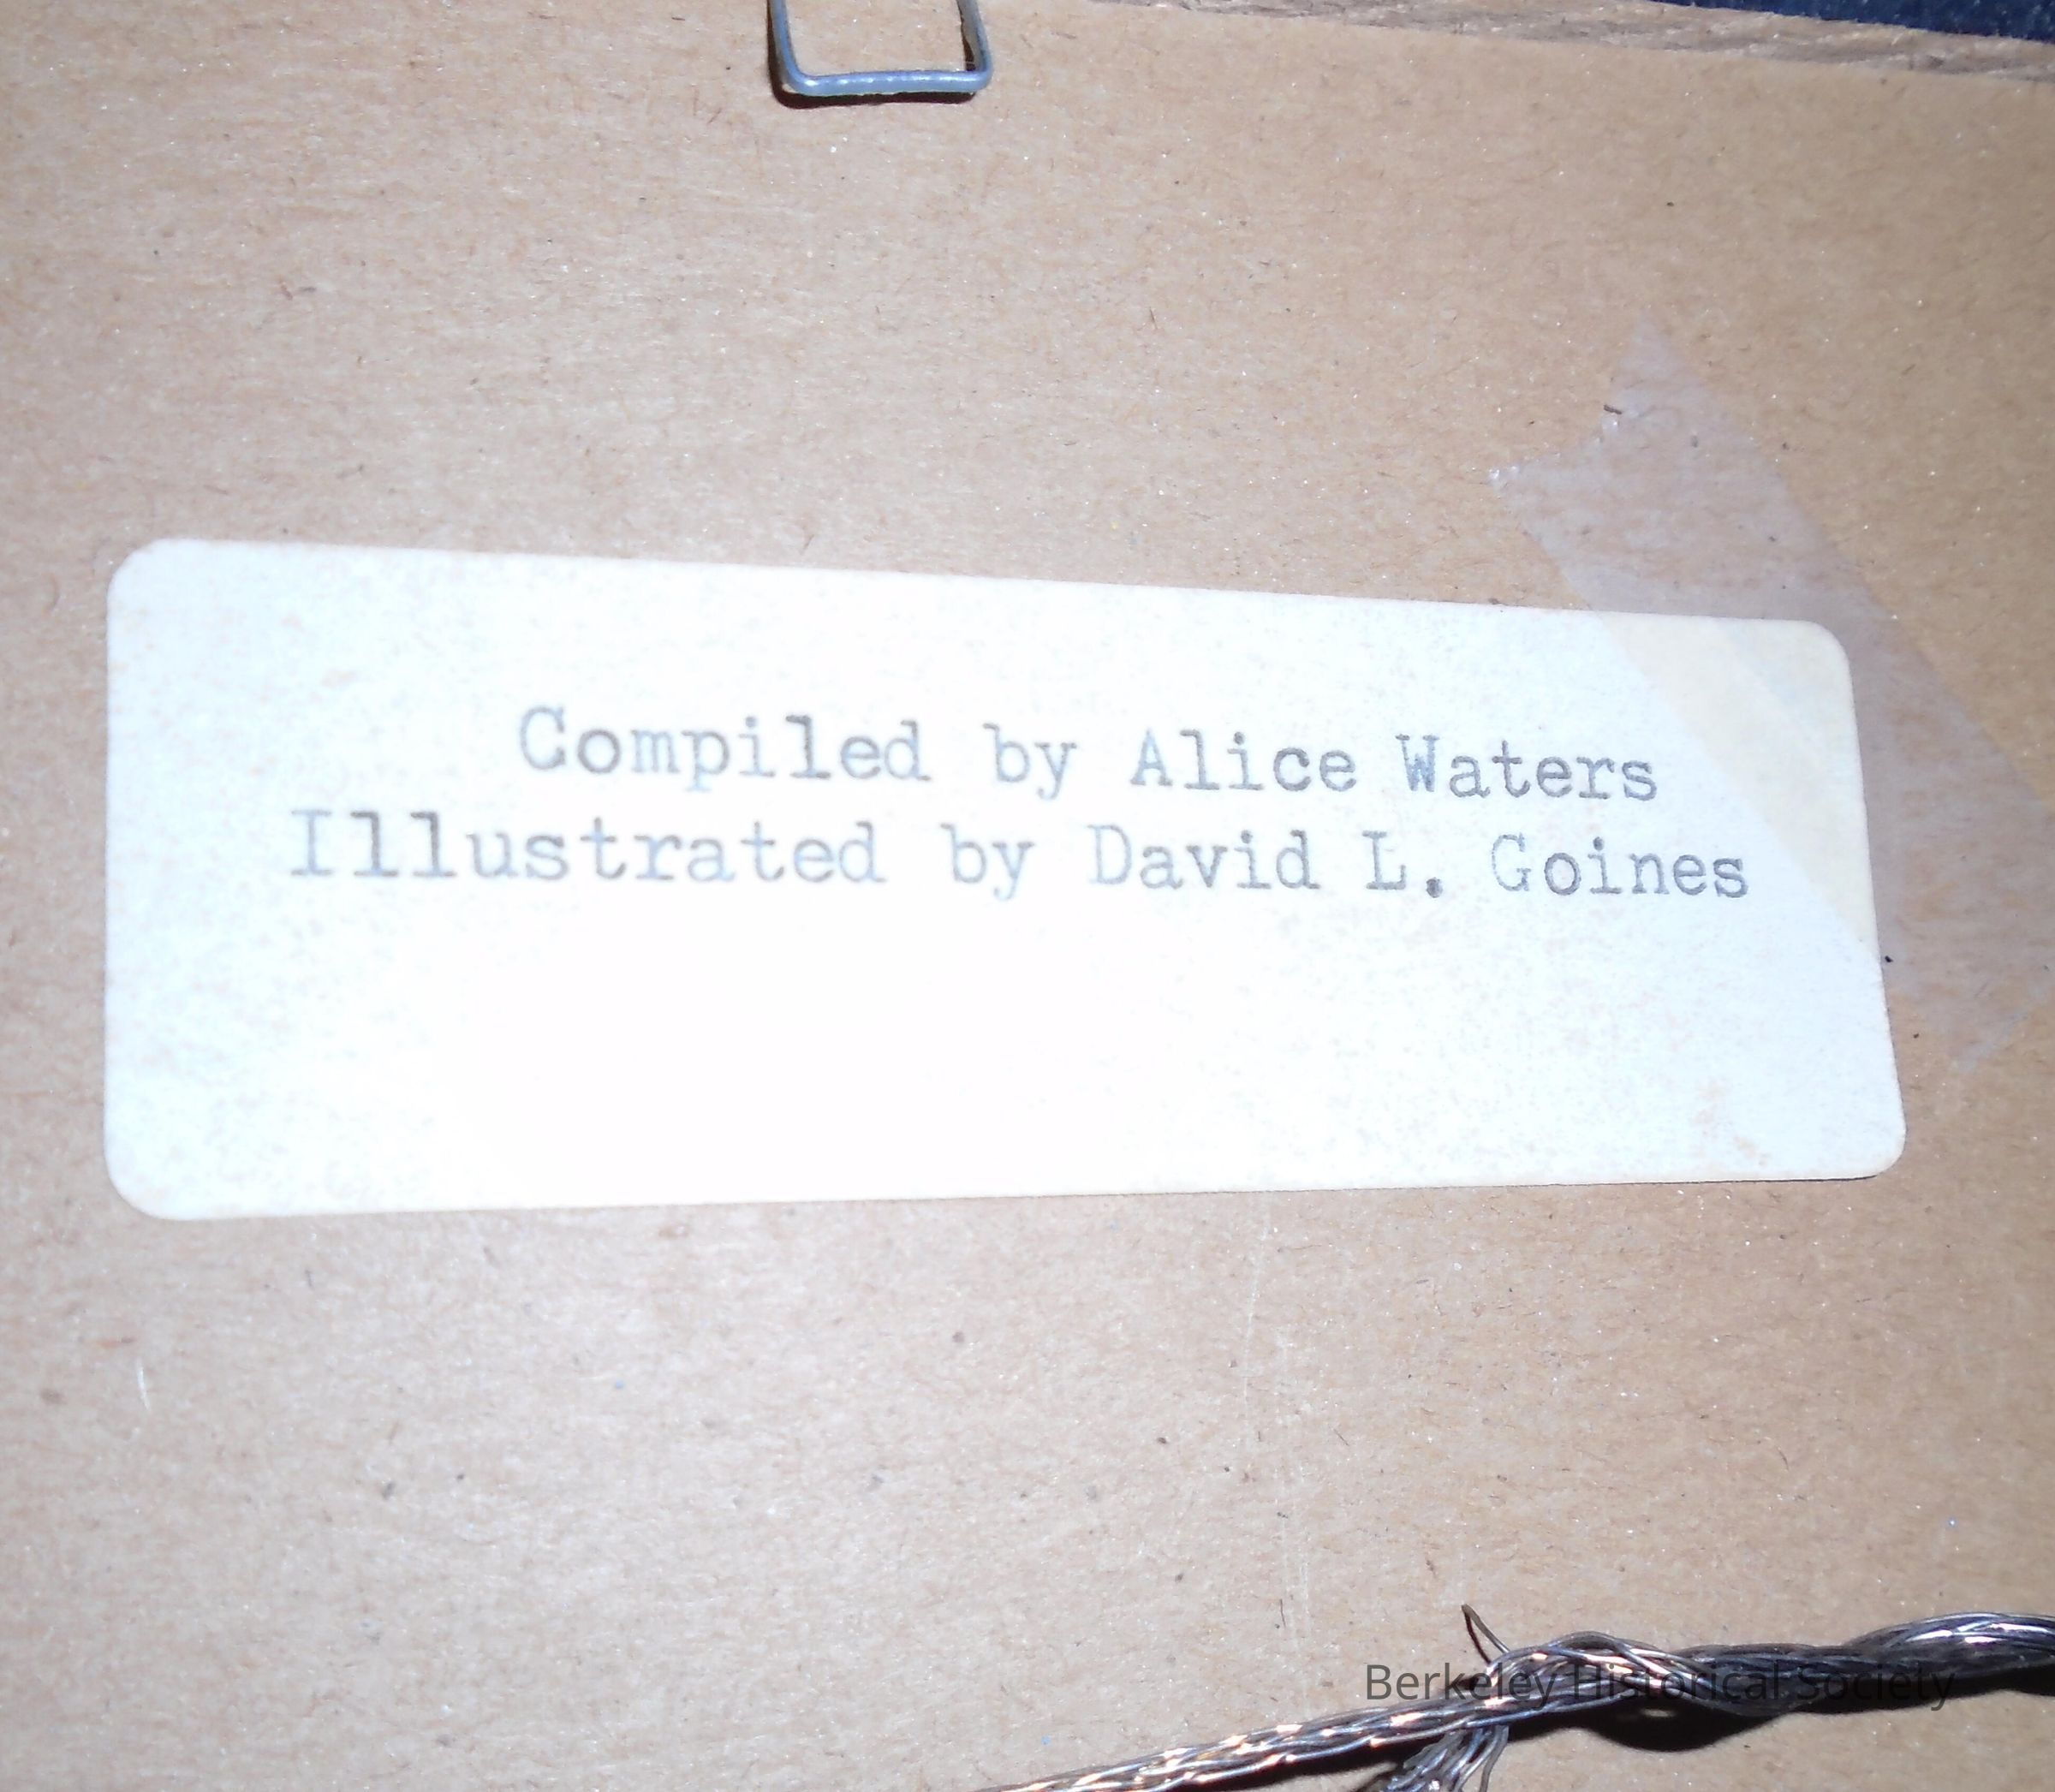 Compiled by Alice Waters
Illustrated by David L. Goines
Berkeley Historical Society